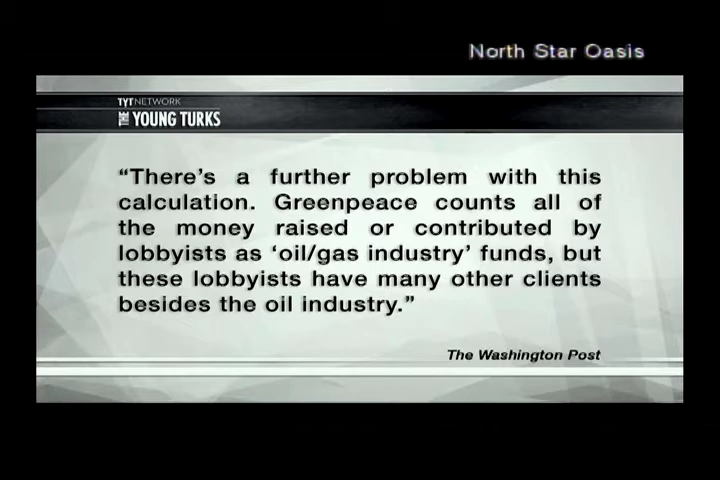 North Star Oasis
TYT NETWORK
THE YOUNG TURKS
“There’s a further problem with this
calculation. Greenpeace counts all of
the money raised or contributed by
lobbyists as ‘oil/gas industry’ funds, but
these lobbyists have many other clients
besides the oil industry.”
The Washington Post